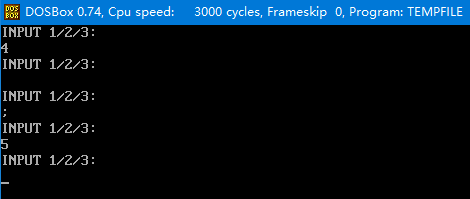 DOSBox 0.74, Cpu speed: 3000 cycles, Frameskip 0, Program: TEMPFILE
INPUT 1/2/3:
4
INPUT 1/2/3:
INPUT 1/2/3:
;
INPUT 1/2/3:
5
INPUT 1/2/3:
_